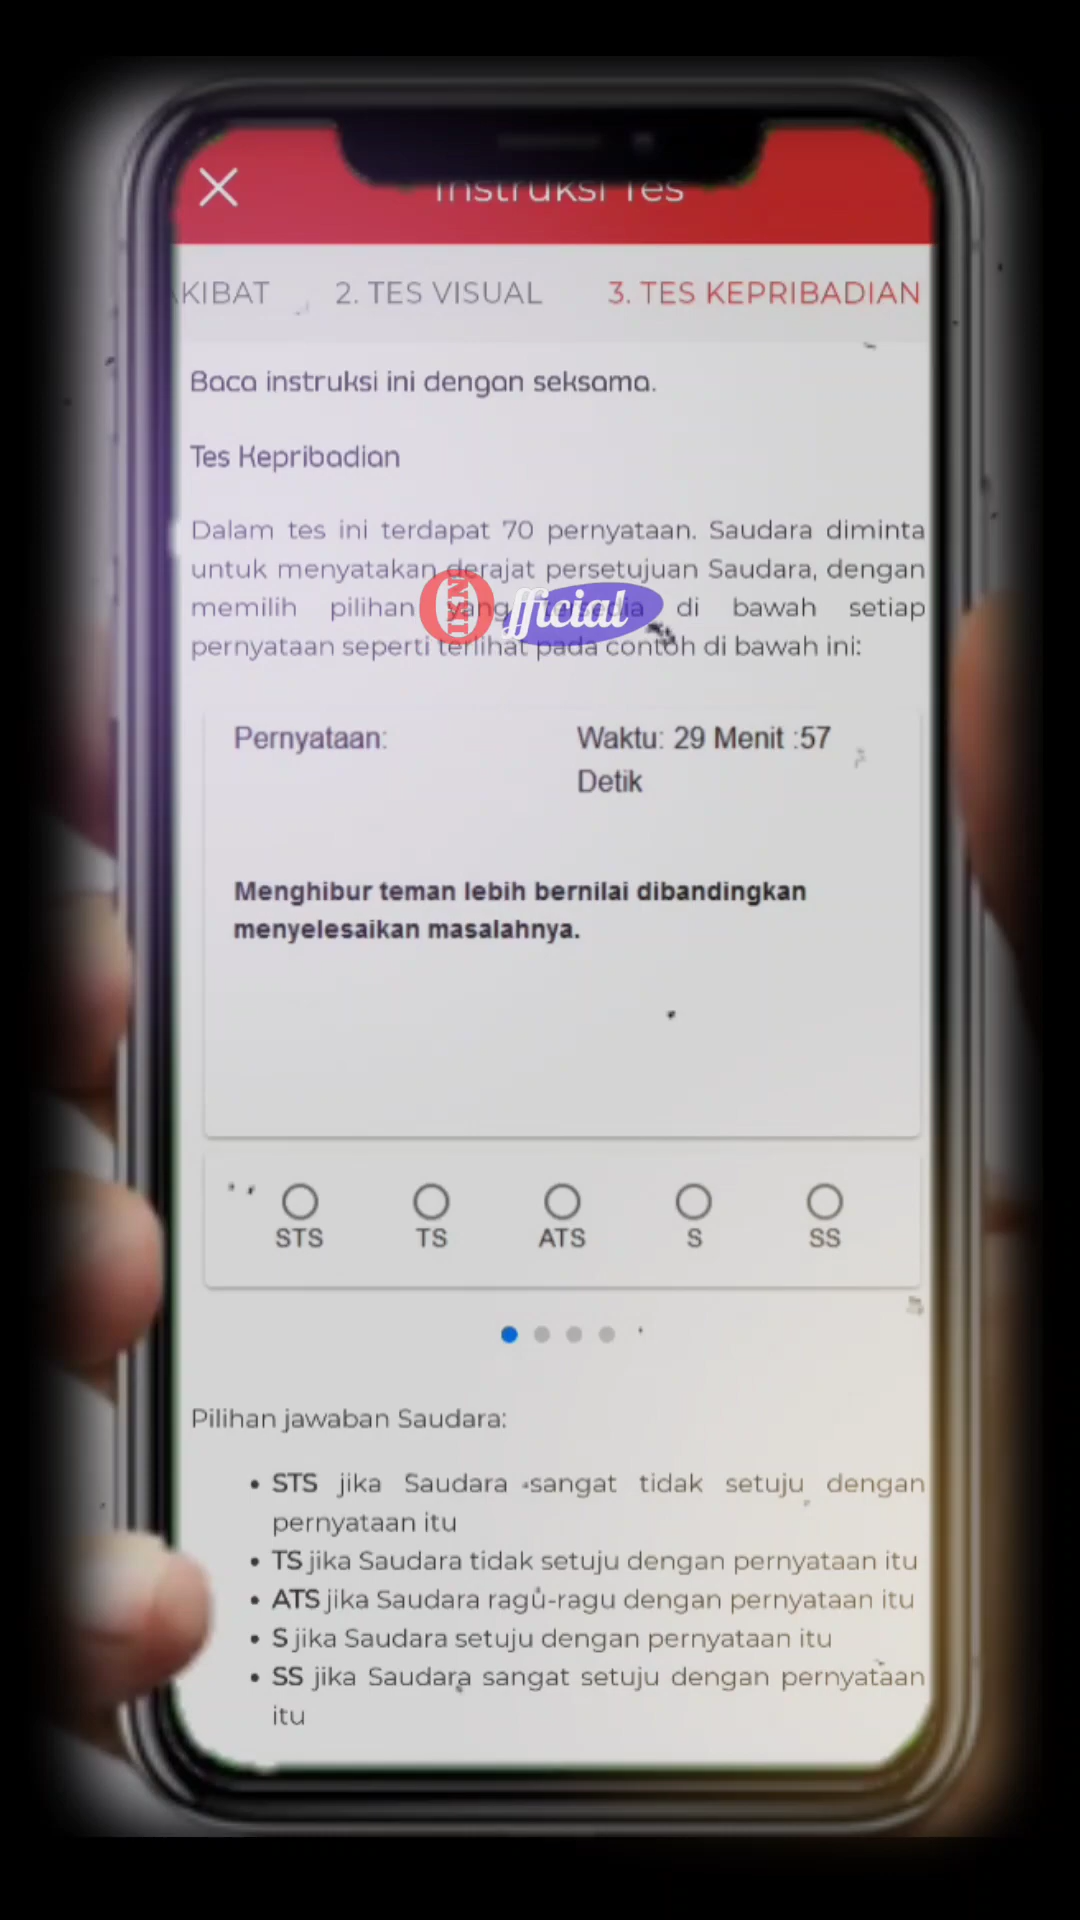 Instruksi Tes
AKIBAT 2. TES VISUAL 3. TES KEPRIBADIAN
Baca instruksi ini dengan seksama.
Tes Kepribadian
Dalam tes ini terdapat 70 pernyataan. Saudara diminta
untuk menyatakan derajat persetujuan Saudara, dengan
memilih pilihan yang tersedia di bawah setiap
pernyataan seperti terlihat pada contoh di bawah ini:
fficial
Pernyataan: Waktu: 29 Menit :57
Detik
Menghibur teman lebih bernilai dibandingkan
menyelesaikan masalahnya.
STS TS ATS S SS
Pilihan jawaban Saudara:
• STS jika Saudara sangat tidak setuju dengan
pernyataan itu
• TS jika Saudara tidak setuju dengan pernyataan itu
• ATS jika Saudara ragu-ragu dengan pernyataan itu
• S jika Saudara setuju dengan pernyataan itu
• SS jika Saudara sangat setuju dengan pernyataan
itu